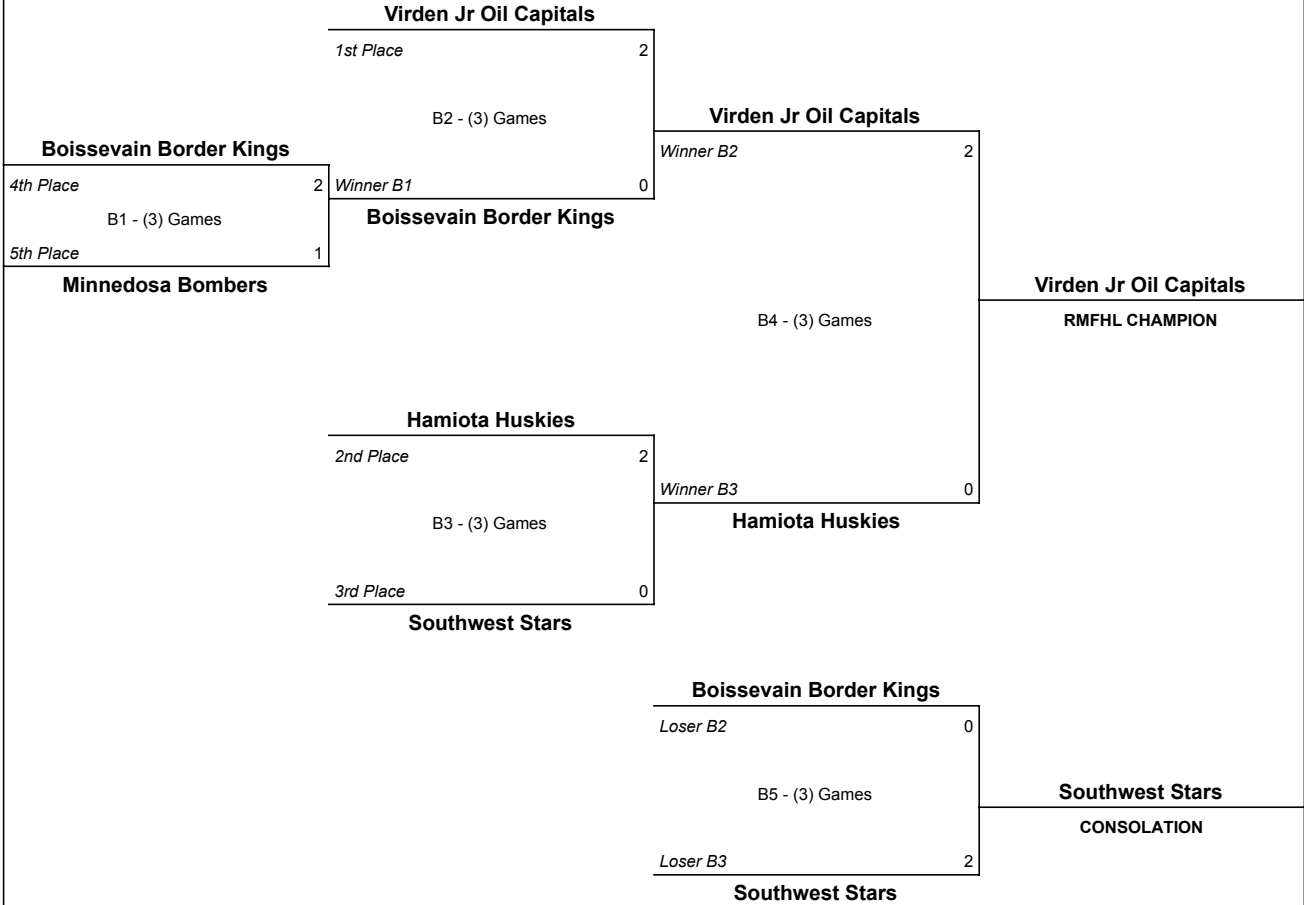 Virden Jr Oil Capitals
1st Place 2
B2 - (3) Games
Virden Jr Oil Capitals
Boissevain Border Kings
Winner B2 2
4th Place 2
Winner B1 0
B1 - (3) Games
Boissevain Border Kings
5th Place 1
Minnedosa Bombers
Virden Jr Oil Capitals
B4 - (3) Games
RMFHL CHAMPION
Hamiota Huskies
2nd Place 2
Winner B3 0
B3 - (3) Games
Hamiota Huskies
3rd Place 0
Southwest Stars
Boissevain Border Kings
Loser B2 0
B5 - (3) Games
Southwest Stars
CONSOLATION
Loser B3 2
Southwest Stars